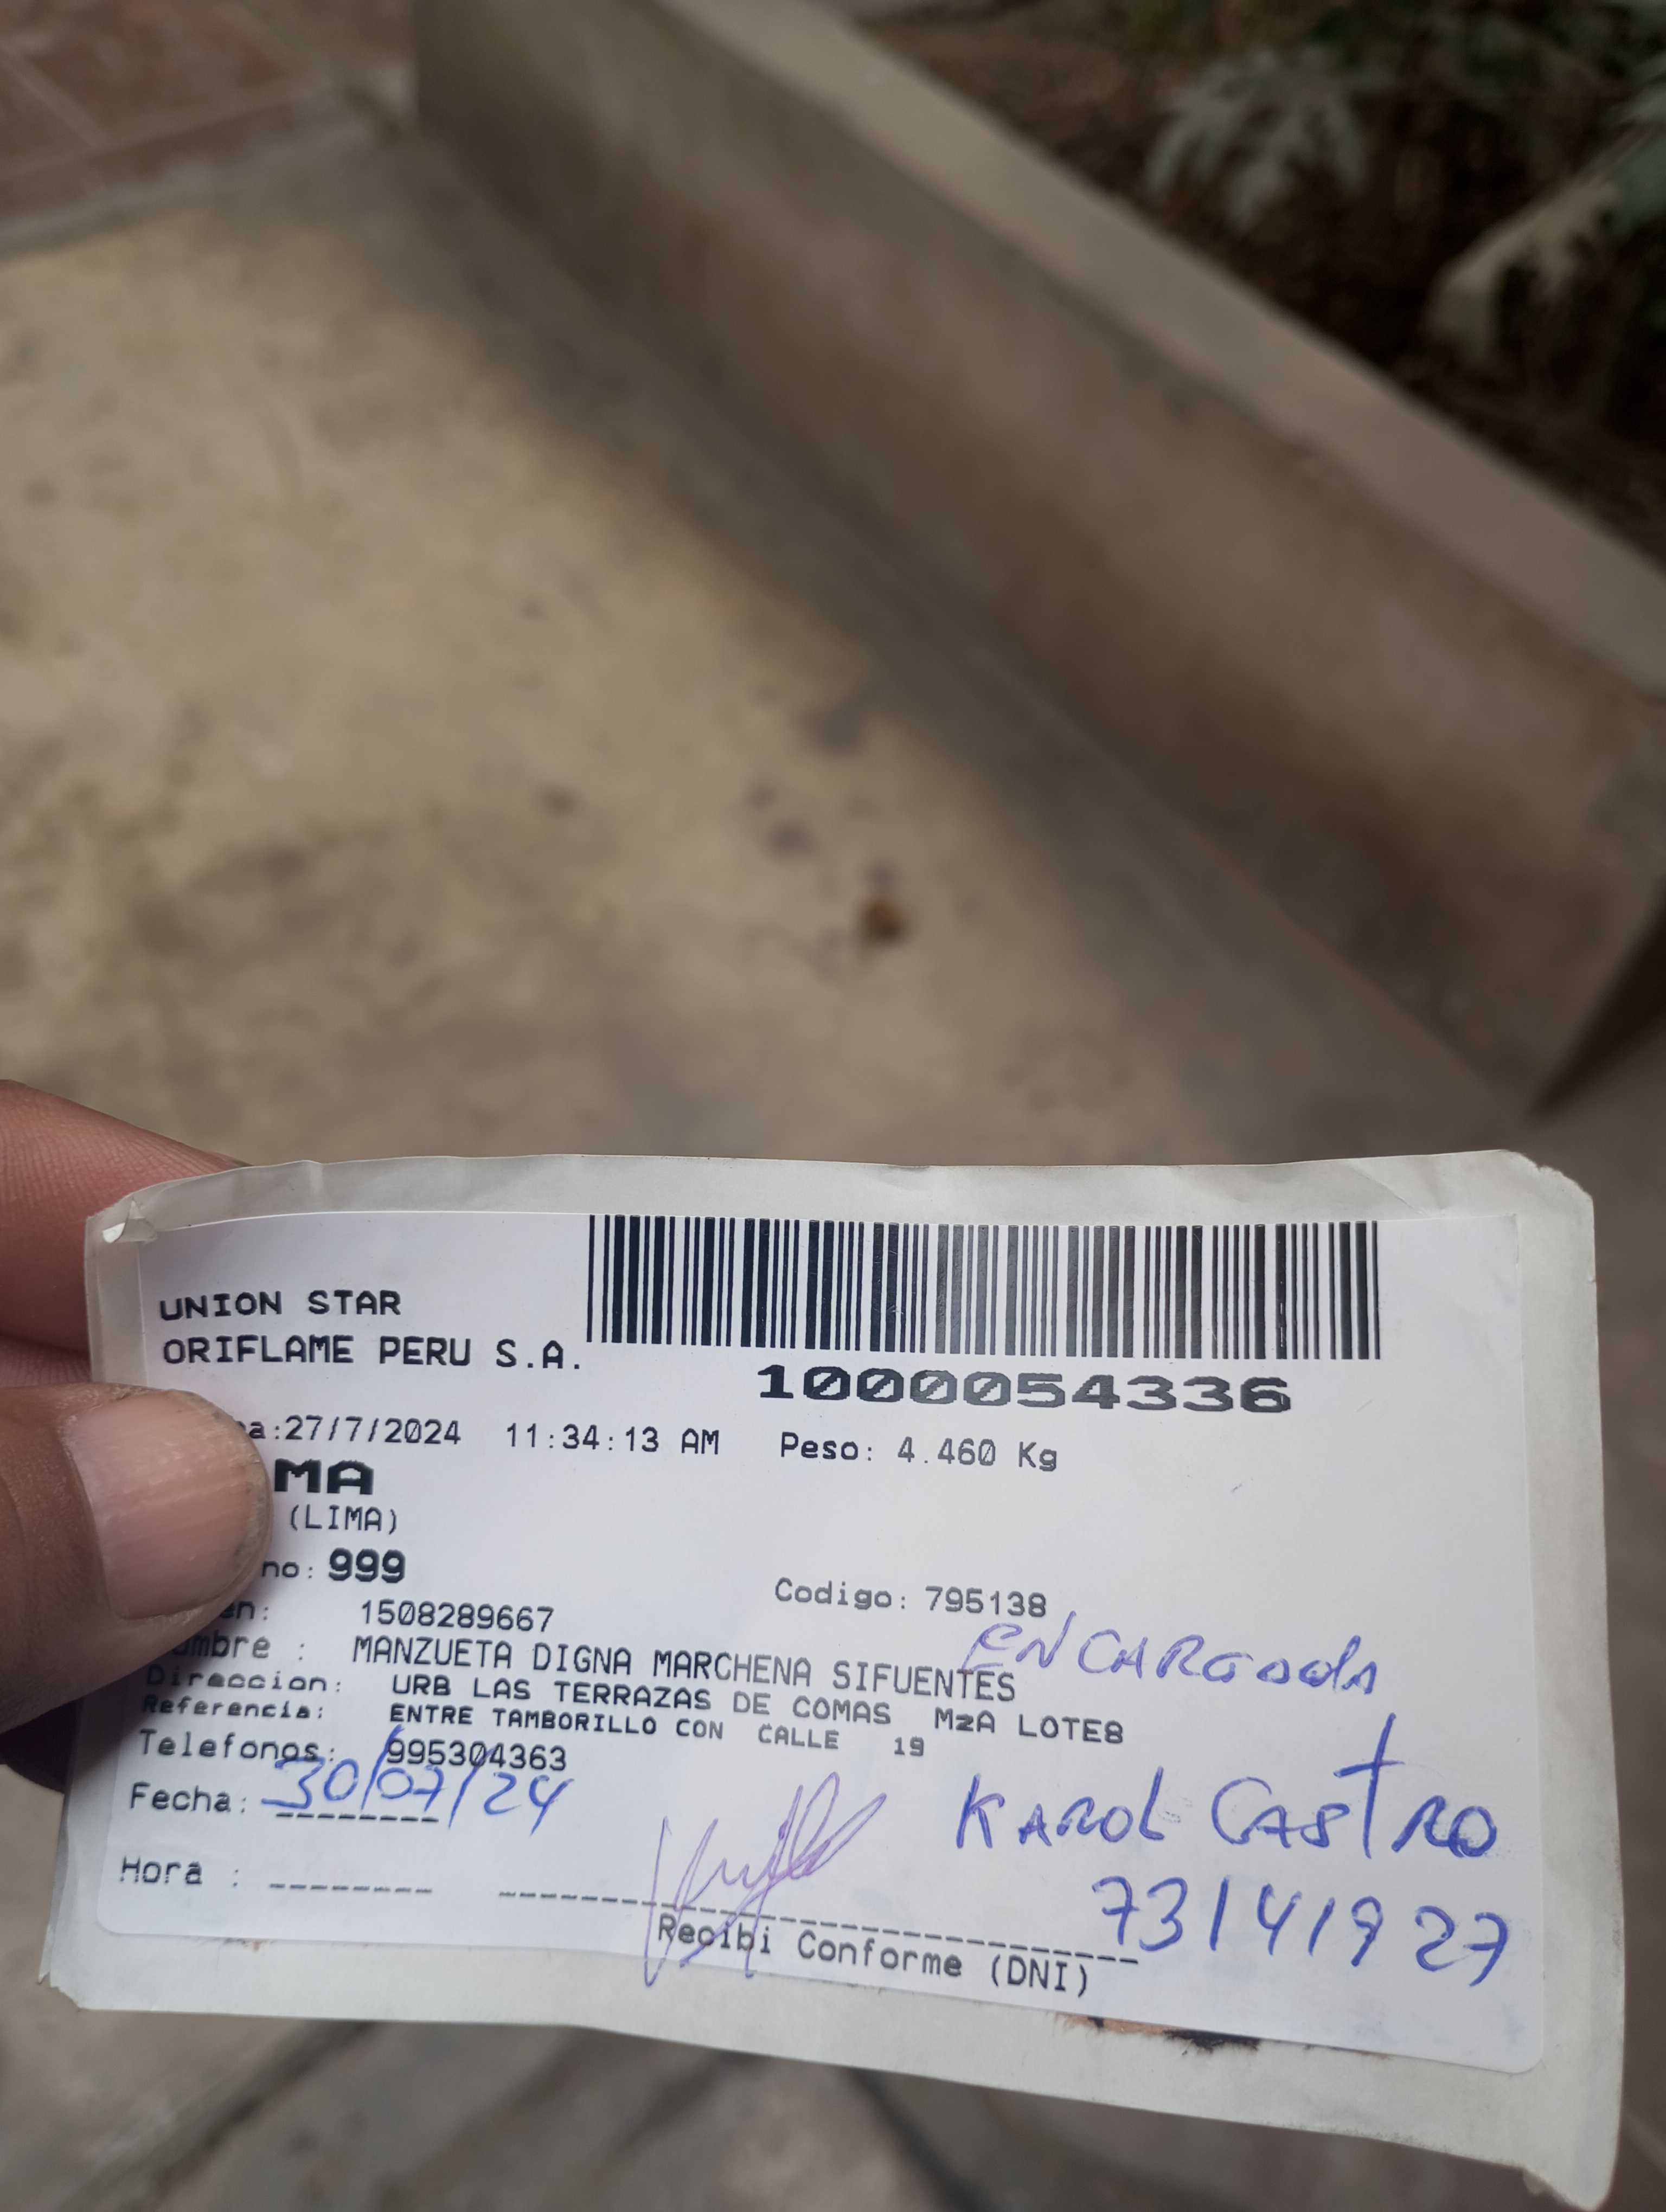 UNION STAR
ORIFLAME PERU S.A.
1000054336
a:27/7/2024 11:34:13 AM Peso: 4.460 Kg
MA
(LIMA)
no: 999
Codigo: 795138
en: 1508289667
ENCARGADA
ombre : MANZUETA DIGNA MARCHENA SIFUENTES
Direccion: URB LAS TERRAZAS DE COMAS MzA LOTE8
Referencia: ENTRE TAMBORILLO CON CALLE 19
Telefonos: 995304363
Fecha: 30/07/24
KAROL CASTRO
Hora :
73141927
Recibi Conforme (DNI)